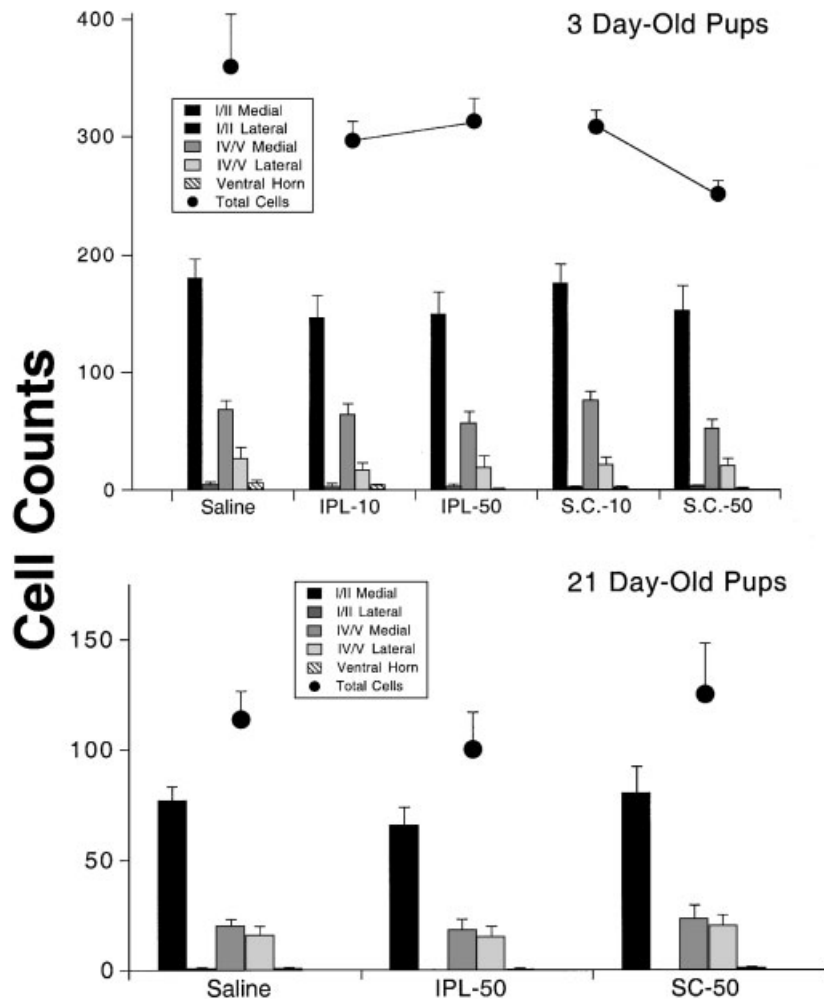 400
3 Day-Old Pups
I/II Medial
I/II Lateral
IV/V Medial
IV/V Lateral
Ventral Horn
Total Cells
300
200
100
0
Saline
IPL-10
IPL-50
S.C.-10
S.C.-50
Cell Counts
21 Day-Old Pups
I/II Medial
I/II Lateral
IV/V Medial
IV/V Lateral
Ventral Horn
Total Cells
150
100
50
0
Saline
IPL-50
SC-50